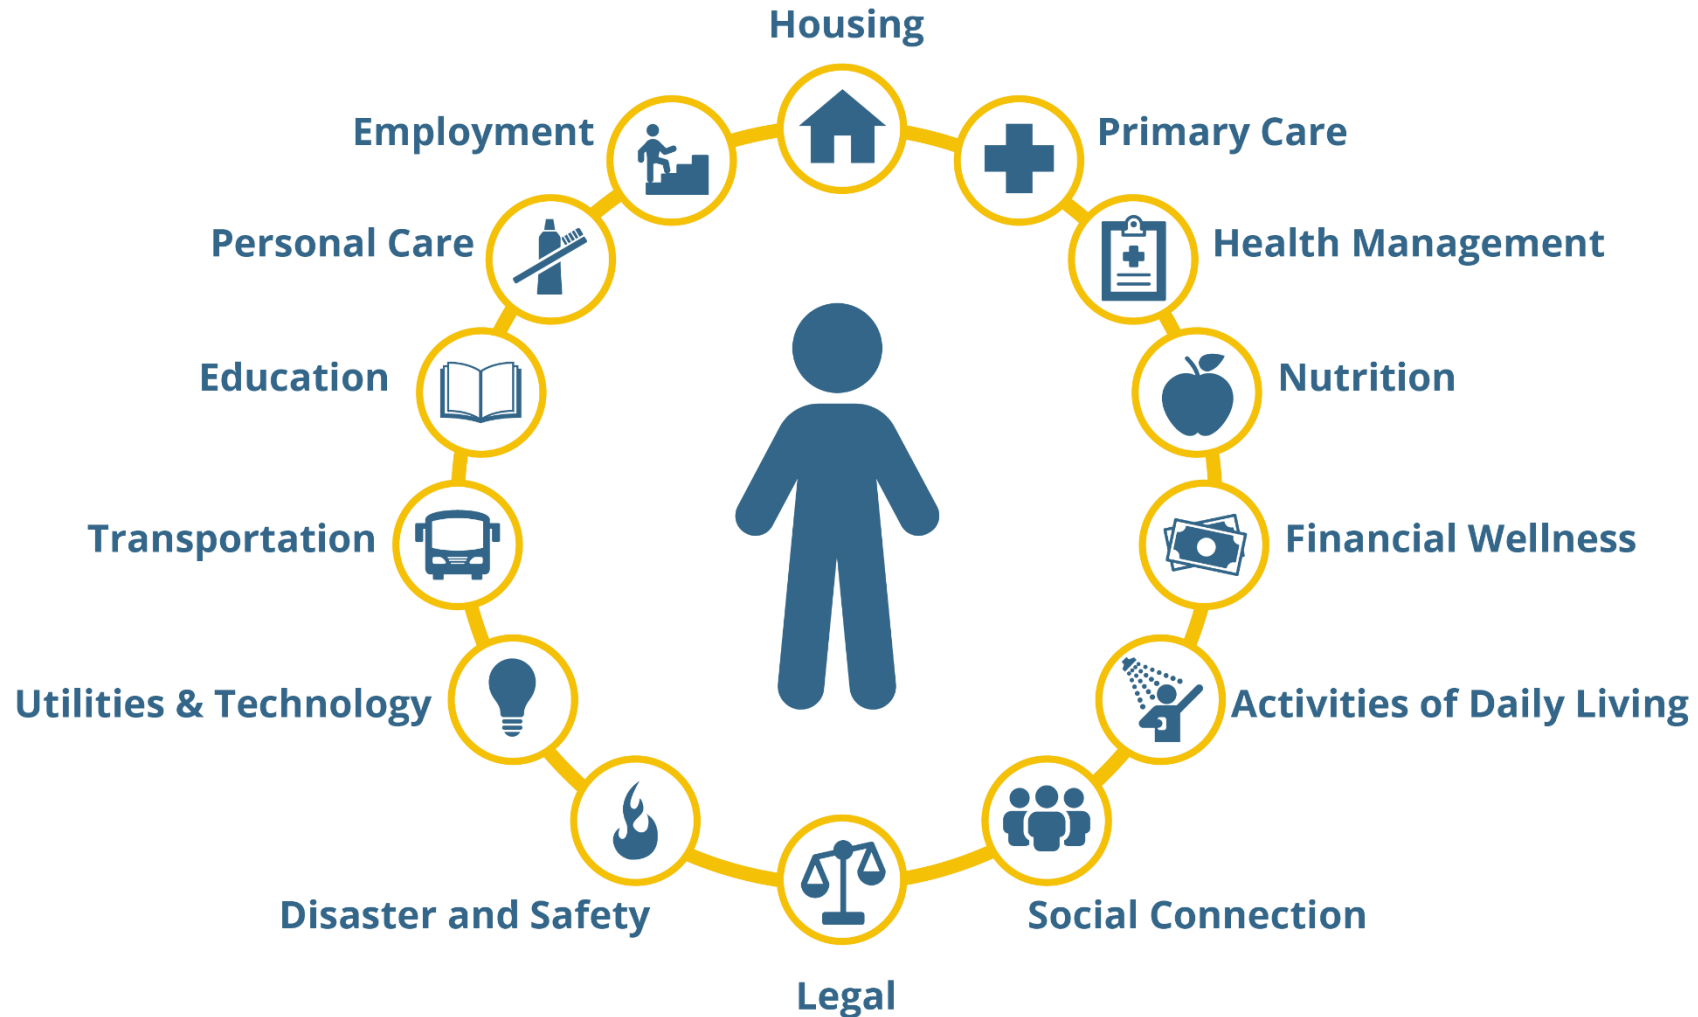 Housing
Employment
Primary Care
Personal Care
Health Management
Education
Nutrition
Transportation
Financial Wellness
Utilities & Technology
Activities of Daily Living
Disaster and Safety
Social Connection
Legal